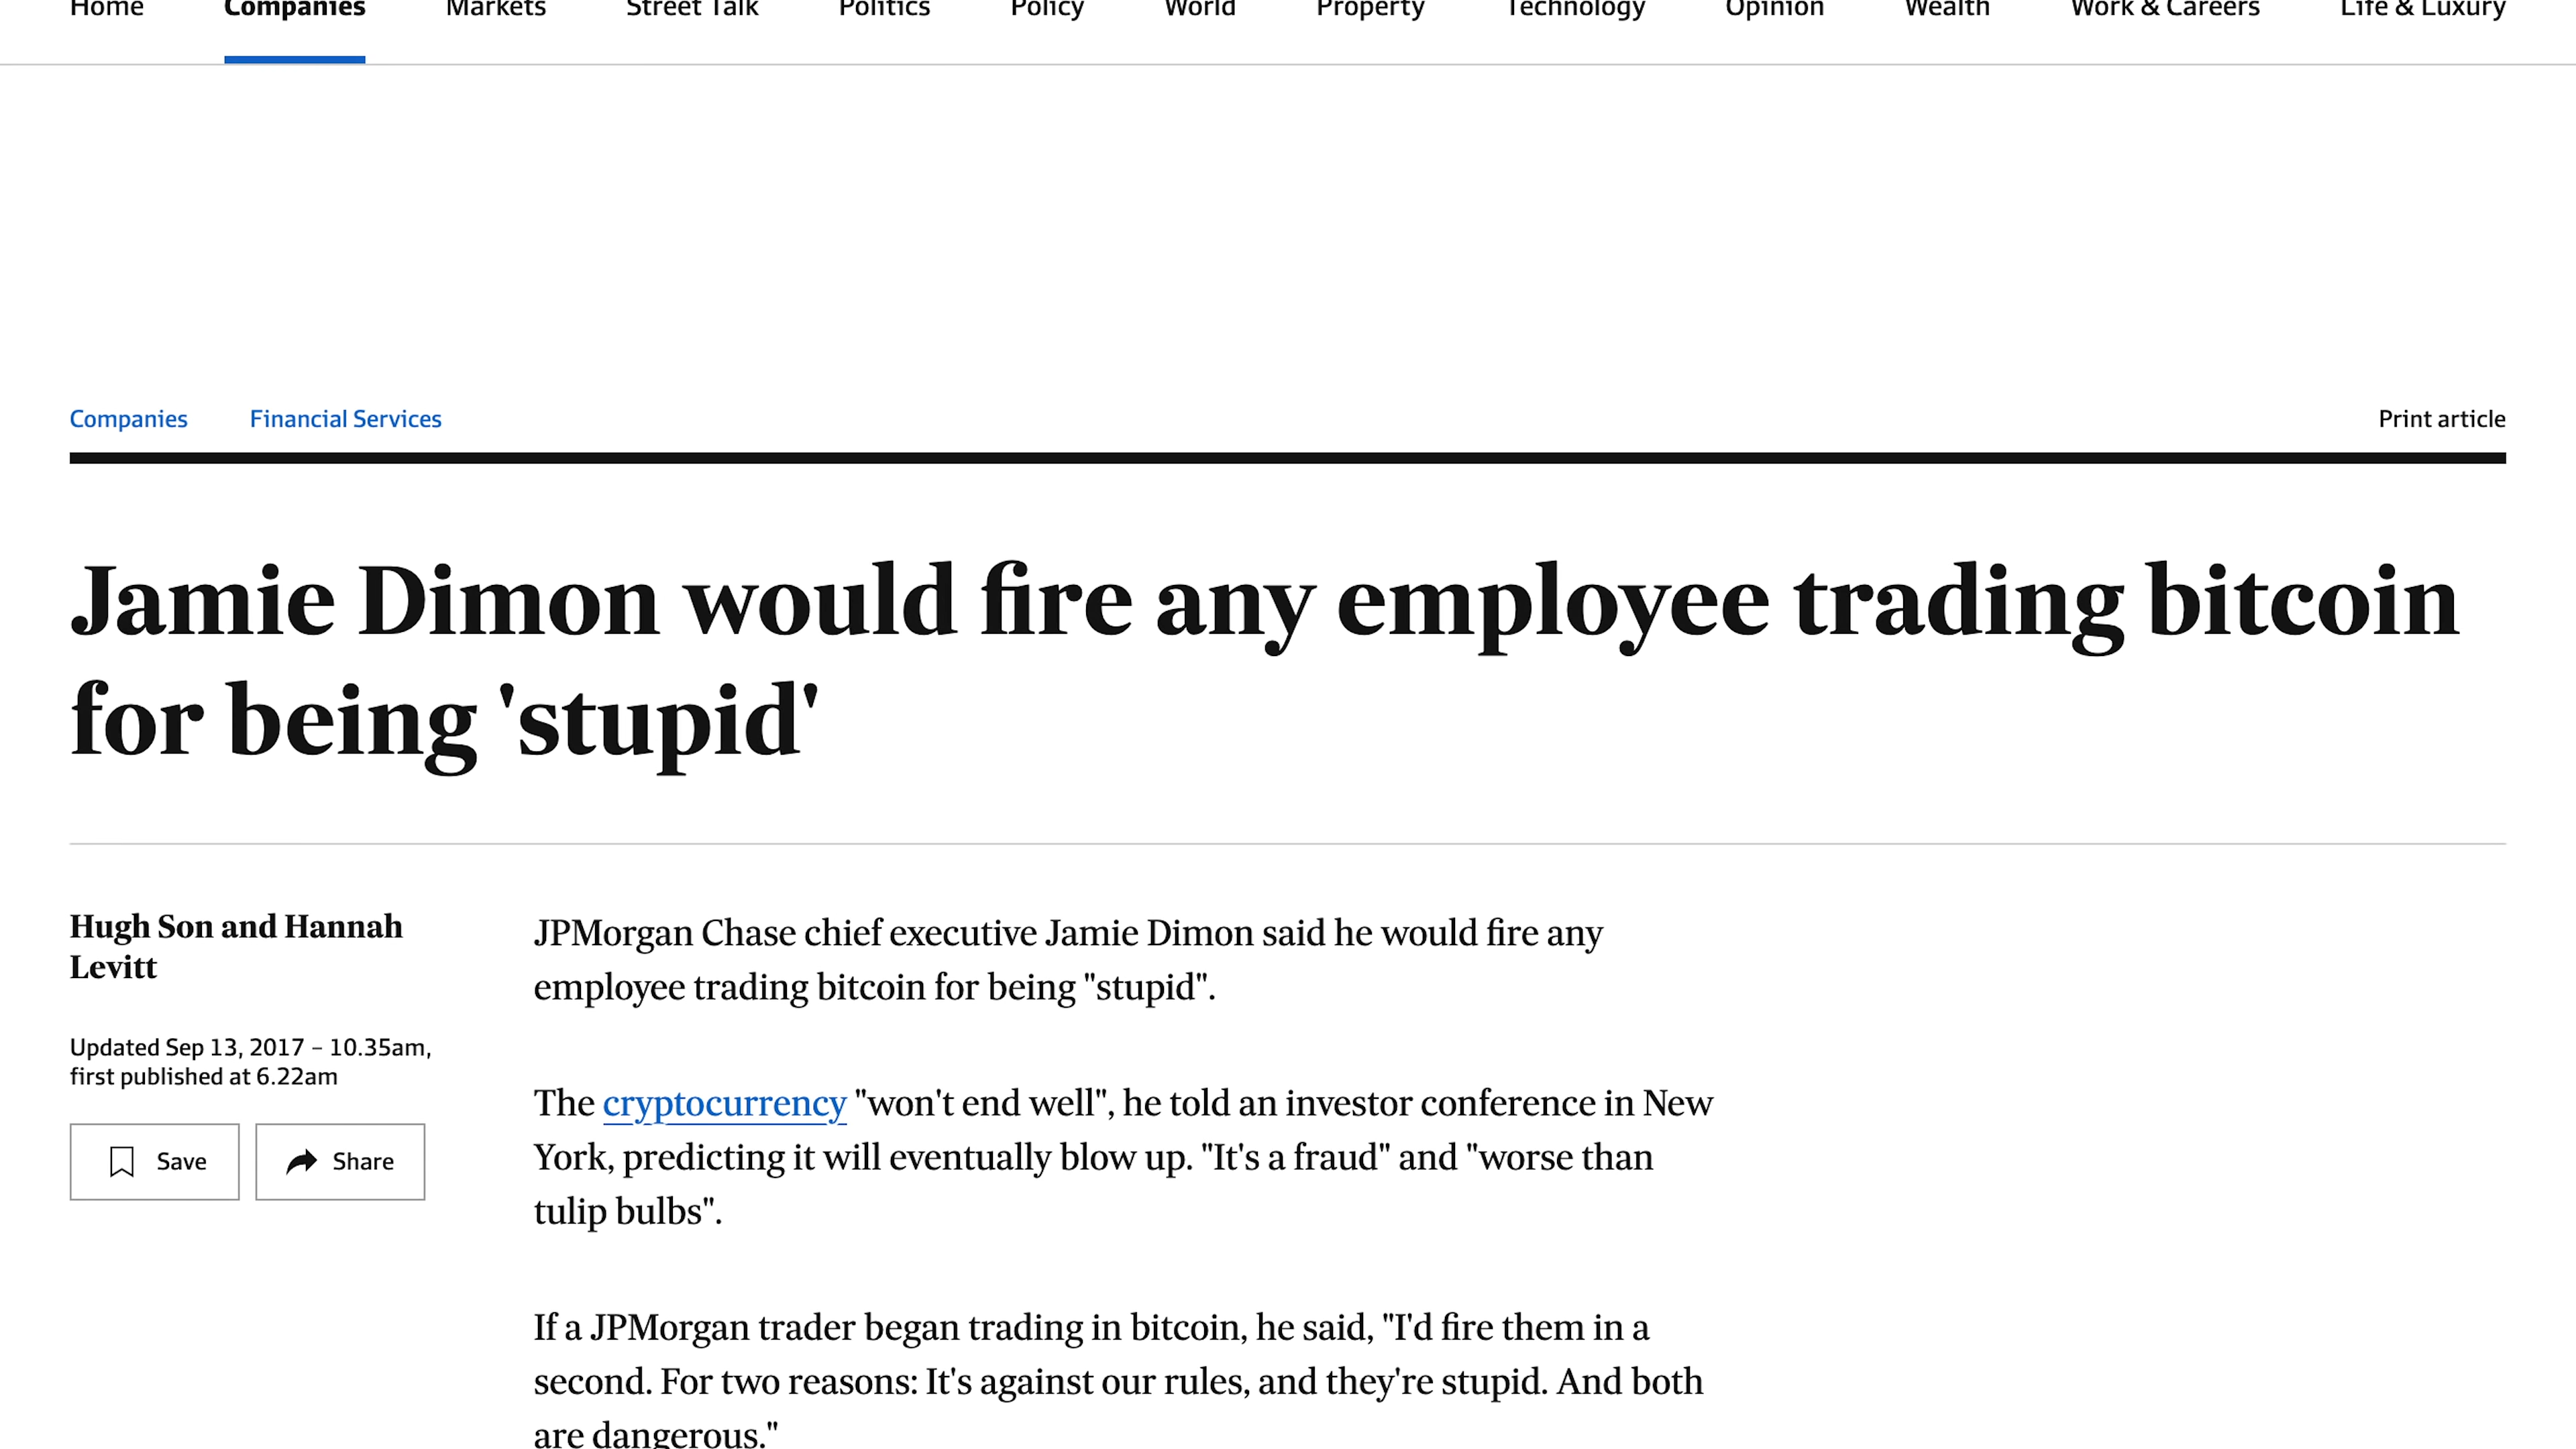 Home Companies Markets Street Talk Politics Policy World Property Technology Opinion Wealth Work & Careers Life & Luxury
Companies Financial Services Print article
Jamie Dimon would fire any employee trading bitcoin
for being 'stupid'
Hugh Son and Hannah
Levitt
Updated Sep 13, 2017 – 10.35am,
first published at 6.22am
Save Share
JPMorgan Chase chief executive Jamie Dimon said he would fire any
employee trading bitcoin for being "stupid".
The cryptocurrency "won't end well", he told an investor conference in New
York, predicting it will eventually blow up. "It's a fraud" and "worse than
tulip bulbs".
If a JPMorgan trader began trading in bitcoin, he said, "I'd fire them in a
second. For two reasons: It's against our rules, and they're stupid. And both
are dangerous."